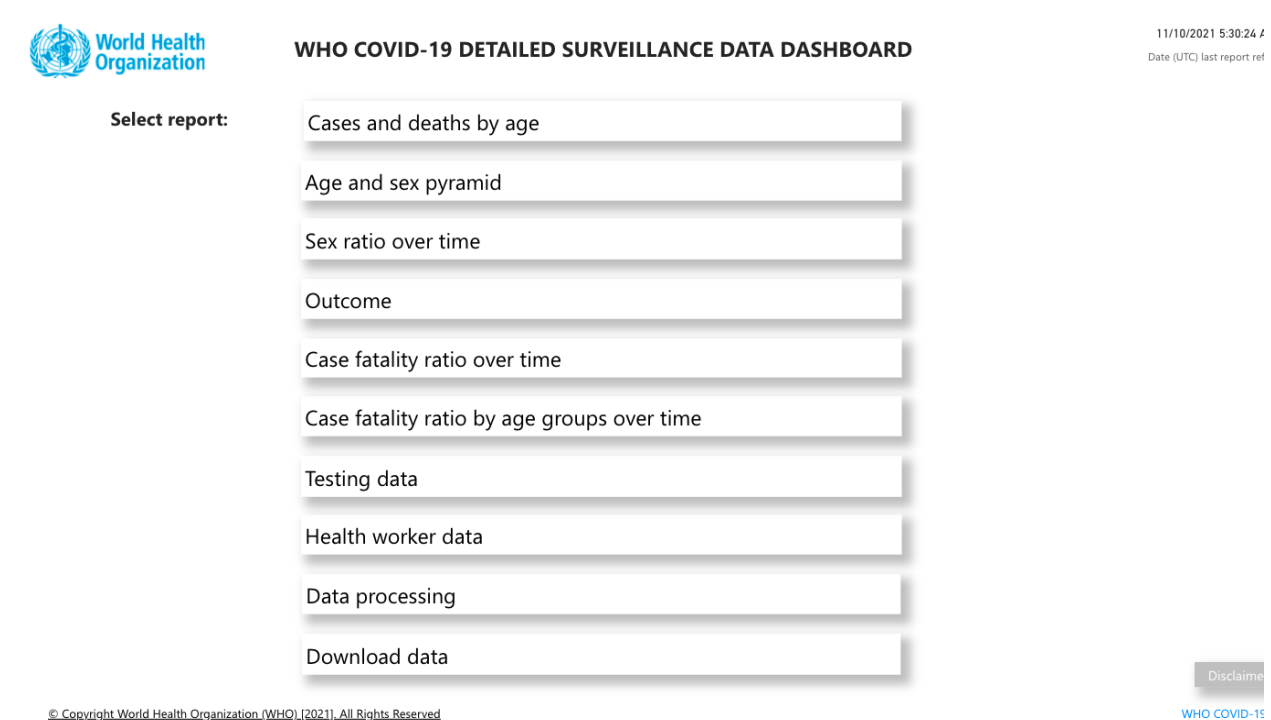 World Health
Organization
WHO COVID-19 DETAILED SURVEILLANCE DATA DASHBOARD
11/10/2021 5:30:24 A
Date (UTC) last report ref
Select report:
Cases and deaths by age
Age and sex pyramid
Sex ratio over time
Outcome
Case fatality ratio over time
Case fatality ratio by age groups over time
Testing data
Health worker data
Data processing
Download data
Disclaime
© Copyright World Health Organization (WHO) [2021]. All Rights Reserved
WHO COVID-19